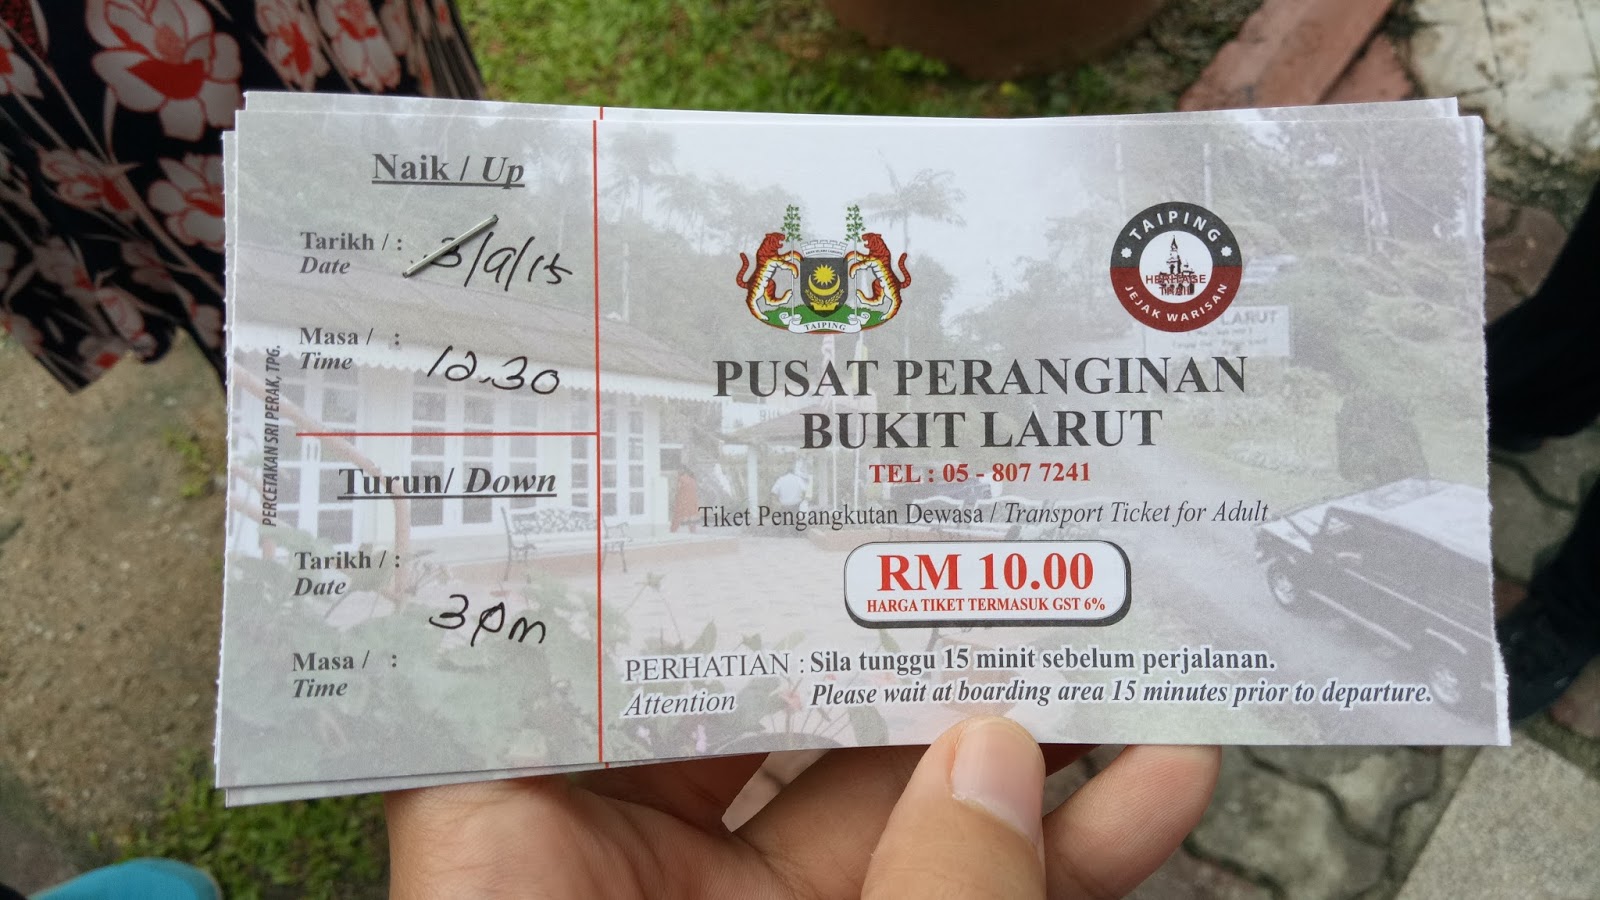 Naik / Up
Tarikh / :
Date
3/9/15
Masa / :
Time
12.30
Turun/ Down
Tarikh / :
Date
3pm
Masa / :
Time
PERCETAKAN SRI PERAK, TPG.
TAIPING
TAIPING
HERITAGE
TRAIL
JEJAK WARISAN
LARUT
PUSAT PERANGINAN
BUKIT LARUT
TEL : 05 - 807 7241
Tiket Pengangkutan Dewasa / Transport Ticket for Adult
RM 10.00
HARGA TIKET TERMASUK GST 6%
PERHATIAN : Sila tunggu 15 minit sebelum perjalanan.
Attention Please wait at boarding area 15 minutes prior to departure.